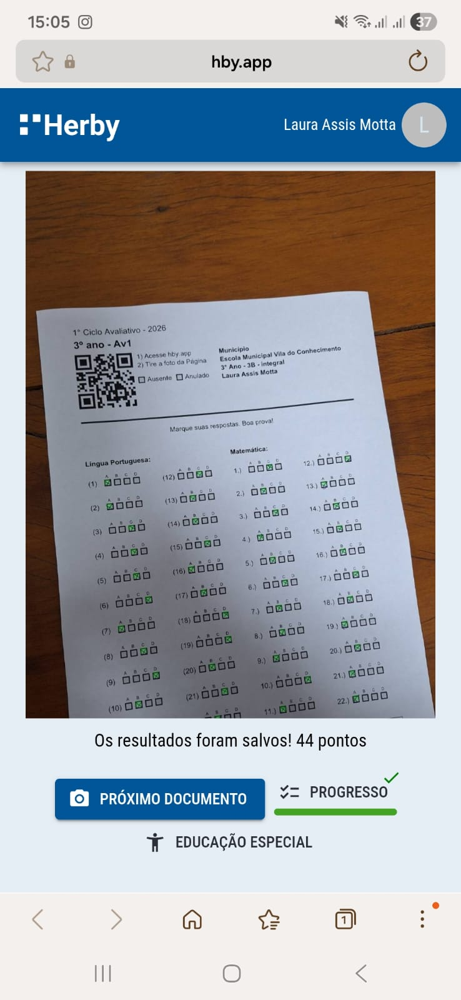 15:05
37
hby.app
Herby
Laura Assis Motta
L
1° Ciclo Avaliativo - 2026
3º ano - Av1
1) Acesse hby.app
2) Tire a foto da Página
Ausente Anulado
Municipio
Escola Municipal Vila do Conhecimento
3° Ano - 3B - integral
Laura Assis Motta
Marque suas respostas. Boa prova!
Língua Portuguesa:
A B C D
(1)
A B C D
(2)
A B C D
(3)
A B C D
(4)
A B C D
(5)
A B C D
(6)
A B C D
(7)
A B C D
(8)
A B C D
(9)
A B C D
(10)
A B C D
(12)
A B C D
(13)
A B C D
(14)
A B C D
(15)
A B C D
(16)
A B C D
(17)
A B C D
(18)
A B C D
(19)
A B C D
(20)
A B C D
(21)
A B C D
Matemática:
A B C D
1.)
A B C D
2.)
A B C D
3.)
A B C D
4.)
A B C D
5.)
A B C D
6.)
A B C D
7.)
A B C D
8.)
A B C D
9.)
A B C D
10.)
A B C D
11.)
A B C D
12.)
A B C D
13.)
A B C D
14.)
A B C D
15.)
A B C D
16.)
A B C D
17.)
A B C D
18.)
A B C D
19.)
A B C D
20.)
A B C D
21.)
A B C D
22.)
Os resultados foram salvos! 44 pontos
PRÓXIMO DOCUMENTO
PROGRESSO
EDUCAÇÃO ESPECIAL
1